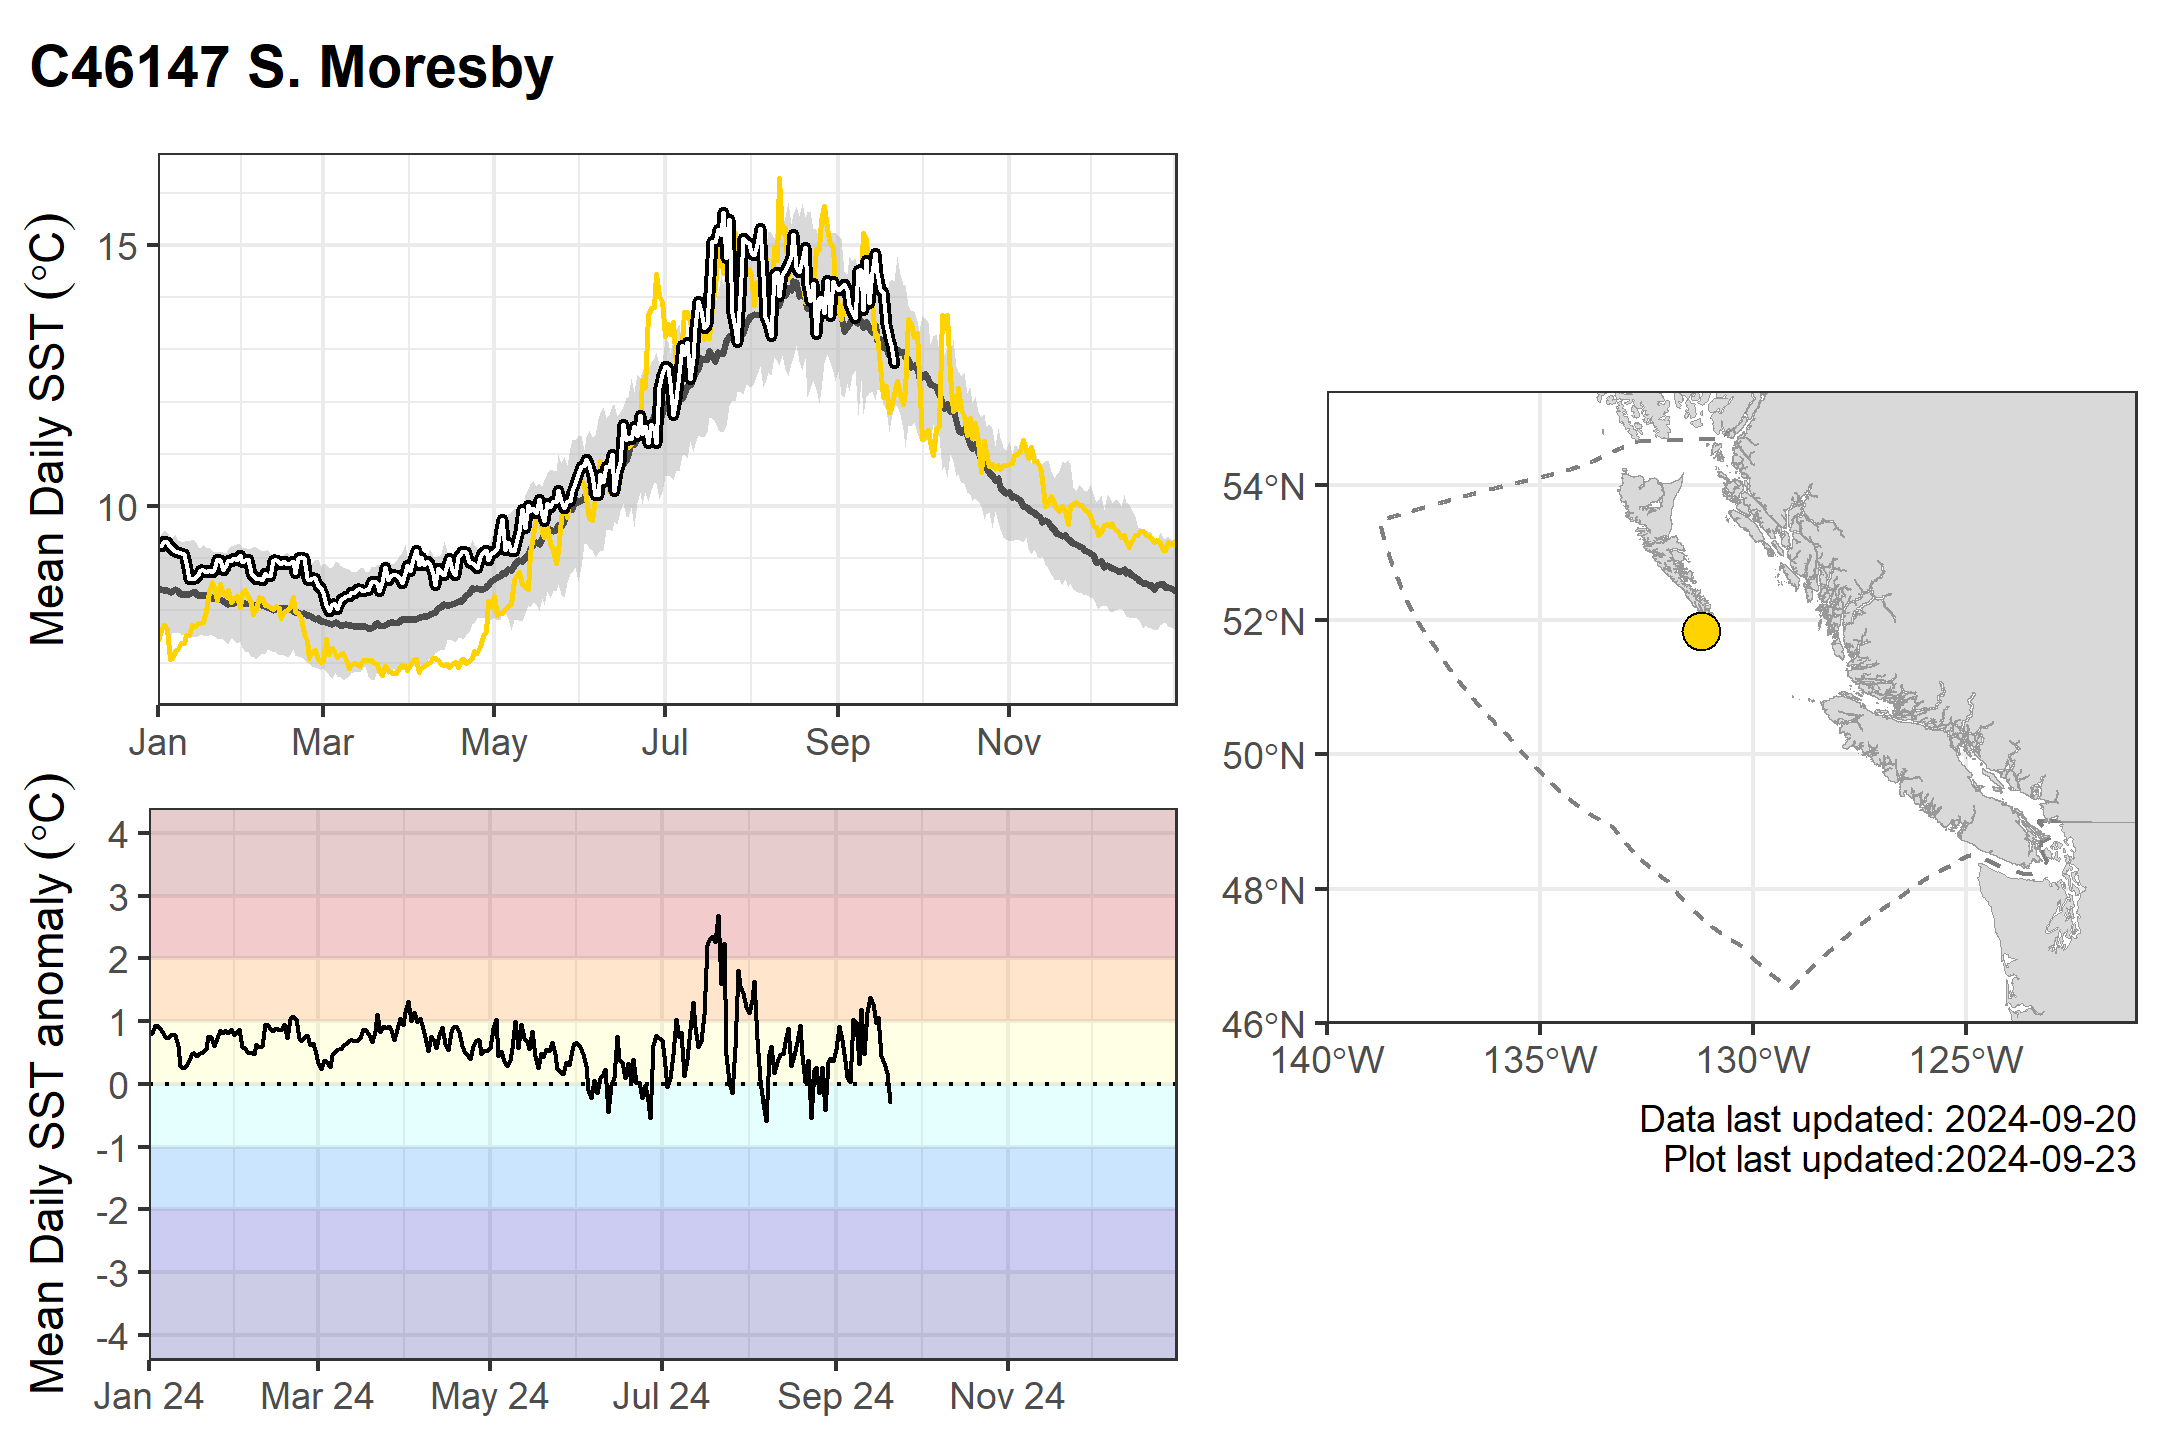 C46147 S. Moresby
Mean Daily SST (°C)
15
10
Jan Mar May Jul Sep Nov
Mean Daily SST anomaly (°C)
4
3
2
1
0
-1
-2
-3
-4
Jan 24 Mar 24 May 24 Jul 24 Sep 24 Nov 24
54°N
52°N
50°N
48°N
46°N
140°W 135°W 130°W 125°W
Data last updated: 2024-09-20
Plot last updated:2024-09-23